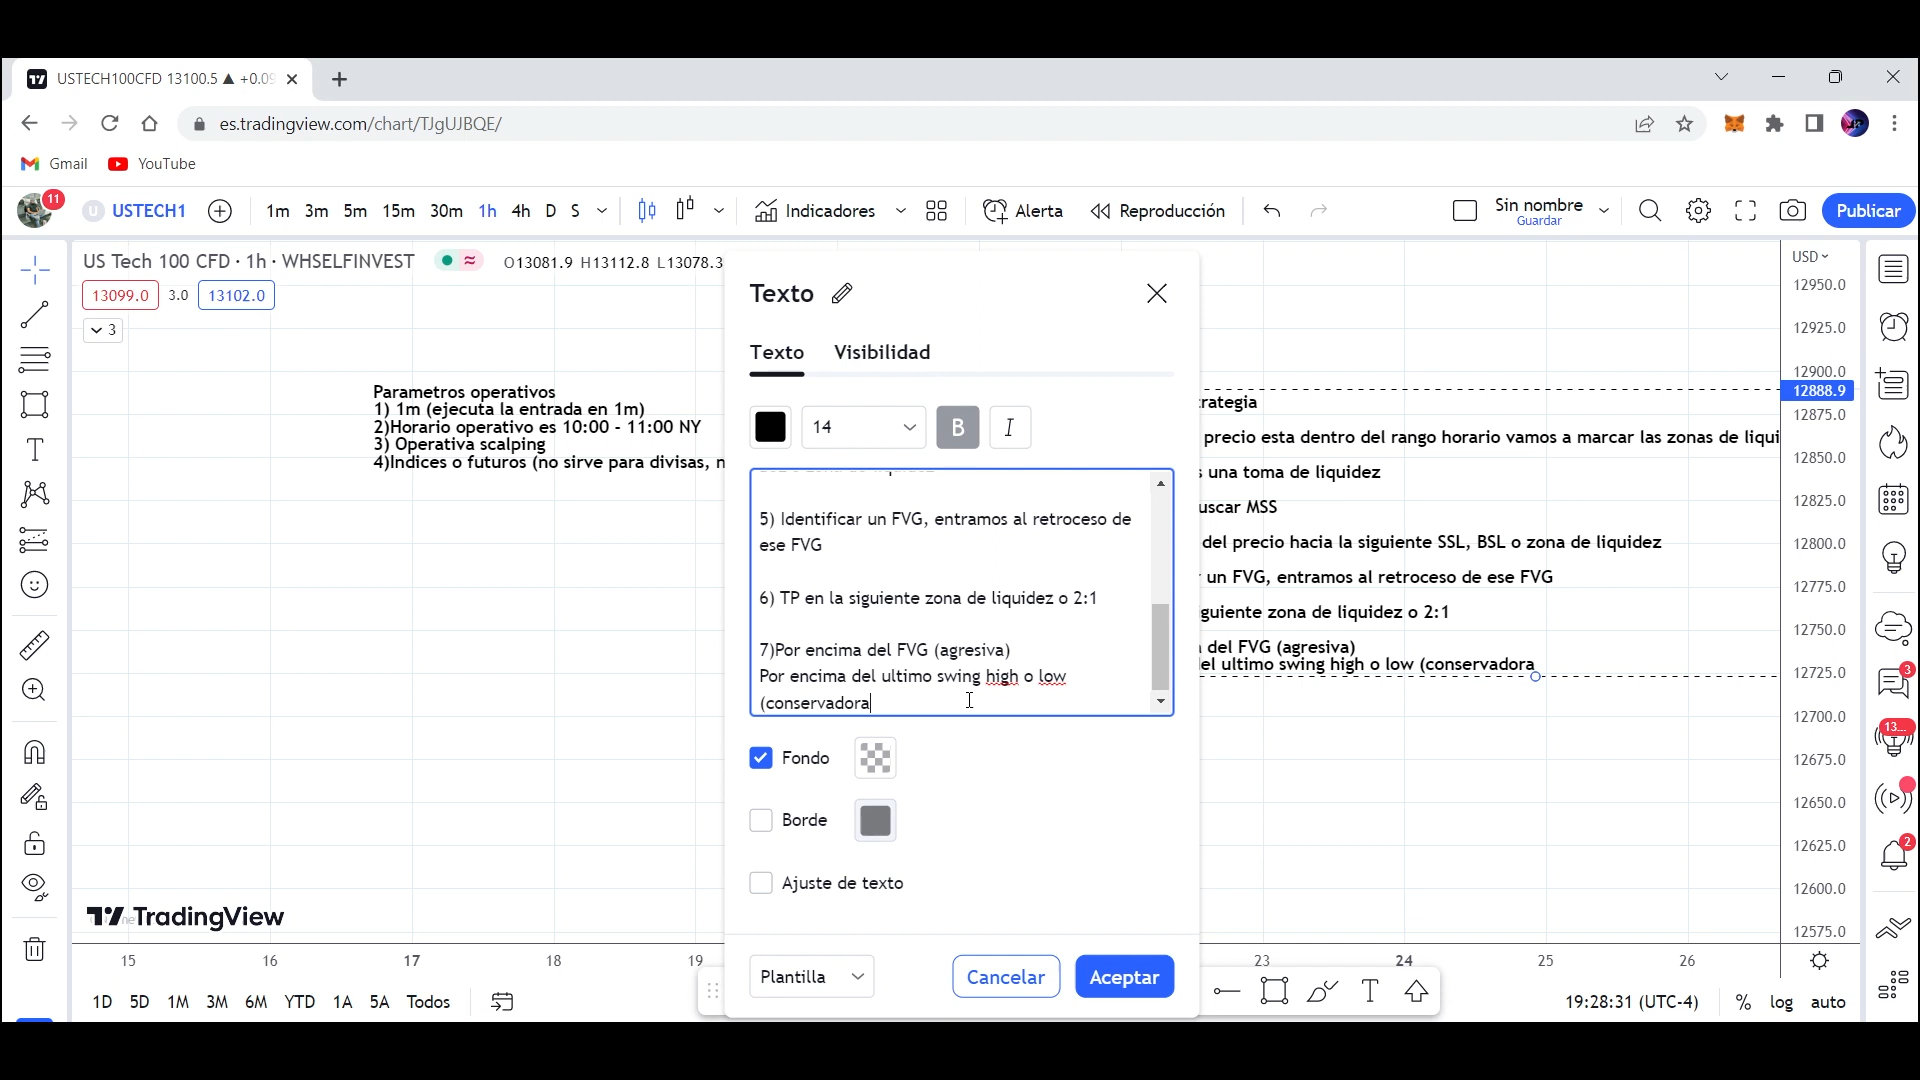 USTECH100CFD 13100.5 ▲ +0.09
es.tradingview.com/chart/TJgUJBQE/
Gmail YouTube
11
U USTECH1 1m 3m 5m 15m 30m 1h 4h D S Indicadores Alerta Reproducción Sin nombre Guardar Publicar
US Tech 100 CFD · 1h · WHSELFINVEST O13081.9 H13112.8 L13078.3
13099.0 3.0 13102.0
3
Parametros operativos
1) 1m (ejecuta la entrada en 1m)
2)Horario operativo es 10:00 - 11:00 NY
3) Operativa scalping
4)Indices o futuros (no sirve para divisas, n
Texto
Texto Visibilidad
14 B I
5) Identificar un FVG, entramos al retroceso de
ese FVG
6) TP en la siguiente zona de liquidez o 2:1
7)Por encima del FVG (agresiva)
Por encima del ultimo swing high o low
(conservadora
Fondo
Borde
Ajuste de texto
Plantilla Cancelar Aceptar
rategia
precio esta dentro del rango horario vamos a marcar las zonas de liqui
una toma de liquidez
uscar MSS
del precio hacia la siguiente SSL, BSL o zona de liquidez
un FVG, entramos al retroceso de ese FVG
guiente zona de liquidez o 2:1
del FVG (agresiva)
el ultimo swing high o low (conservadora
USD
12950.0
12925.0
12900.0
12888.9
12875.0
12850.0
12825.0
12800.0
12775.0
12750.0
12725.0
12700.0
12675.0
12650.0
12625.0
12600.0
12575.0
3
13...
2
TradingView
15 16 17 18 19 23 24 25 26
1D 5D 1M 3M 6M YTD 1A 5A Todos
19:28:31 (UTC-4) % log auto